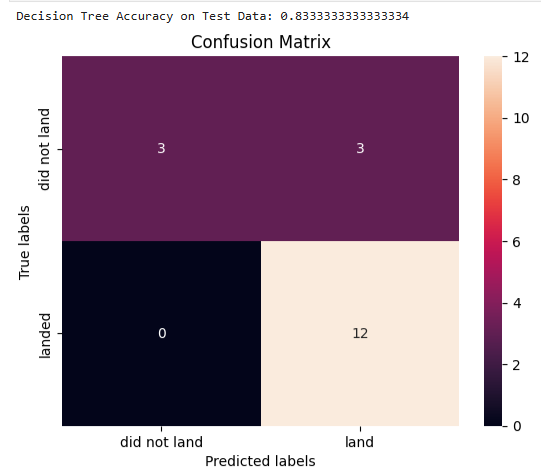 Decision Tree Accuracy on Test Data: 0.8333333333333334
Confusion Matrix
12
10
8
6
4
2
0
did not land
landed
True labels
3 3
0 12
did not land land
Predicted labels